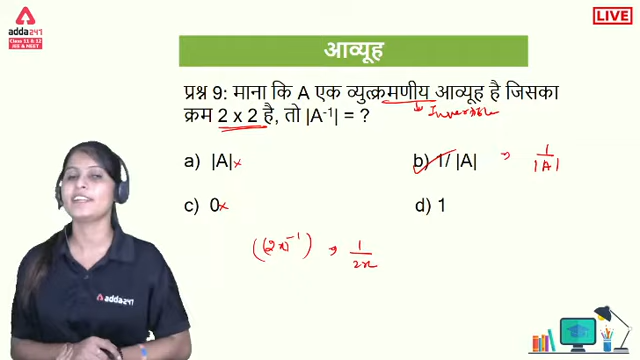 adda247
Class 11 & 12
JEE & NEET
LIVE
आव्यूह
प्रश्न 9: माना कि A एक व्युत्क्रमणीय आव्यूह है जिसका
Invertible
क्रम 2 x 2 है, तो |A⁻¹| = ?
a) |A| ×
b) 1/ |A| ⇒ 1/|A|
c) 0 ×
d) 1
((2x)⁻¹) ⇒ 1/2x
adda247